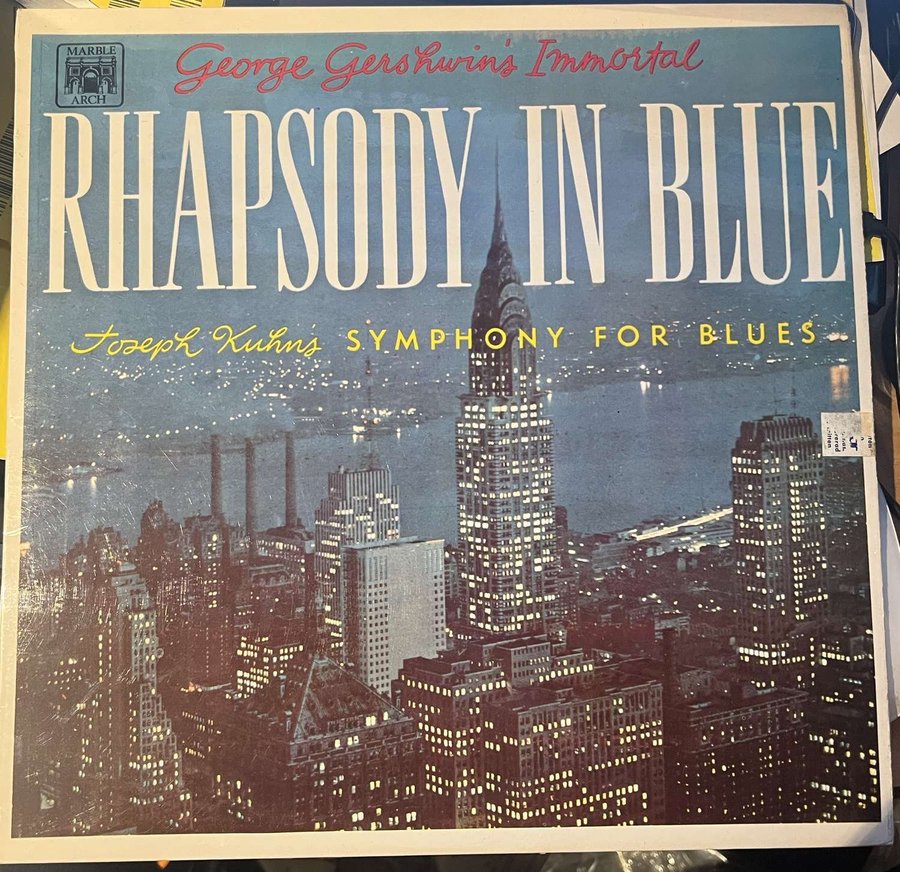 MARBLE
ARCH
George Gershwin's Immortal
RHAPSODY IN BLUE
Joseph Kuhn's SYMPHONY FOR BLUES